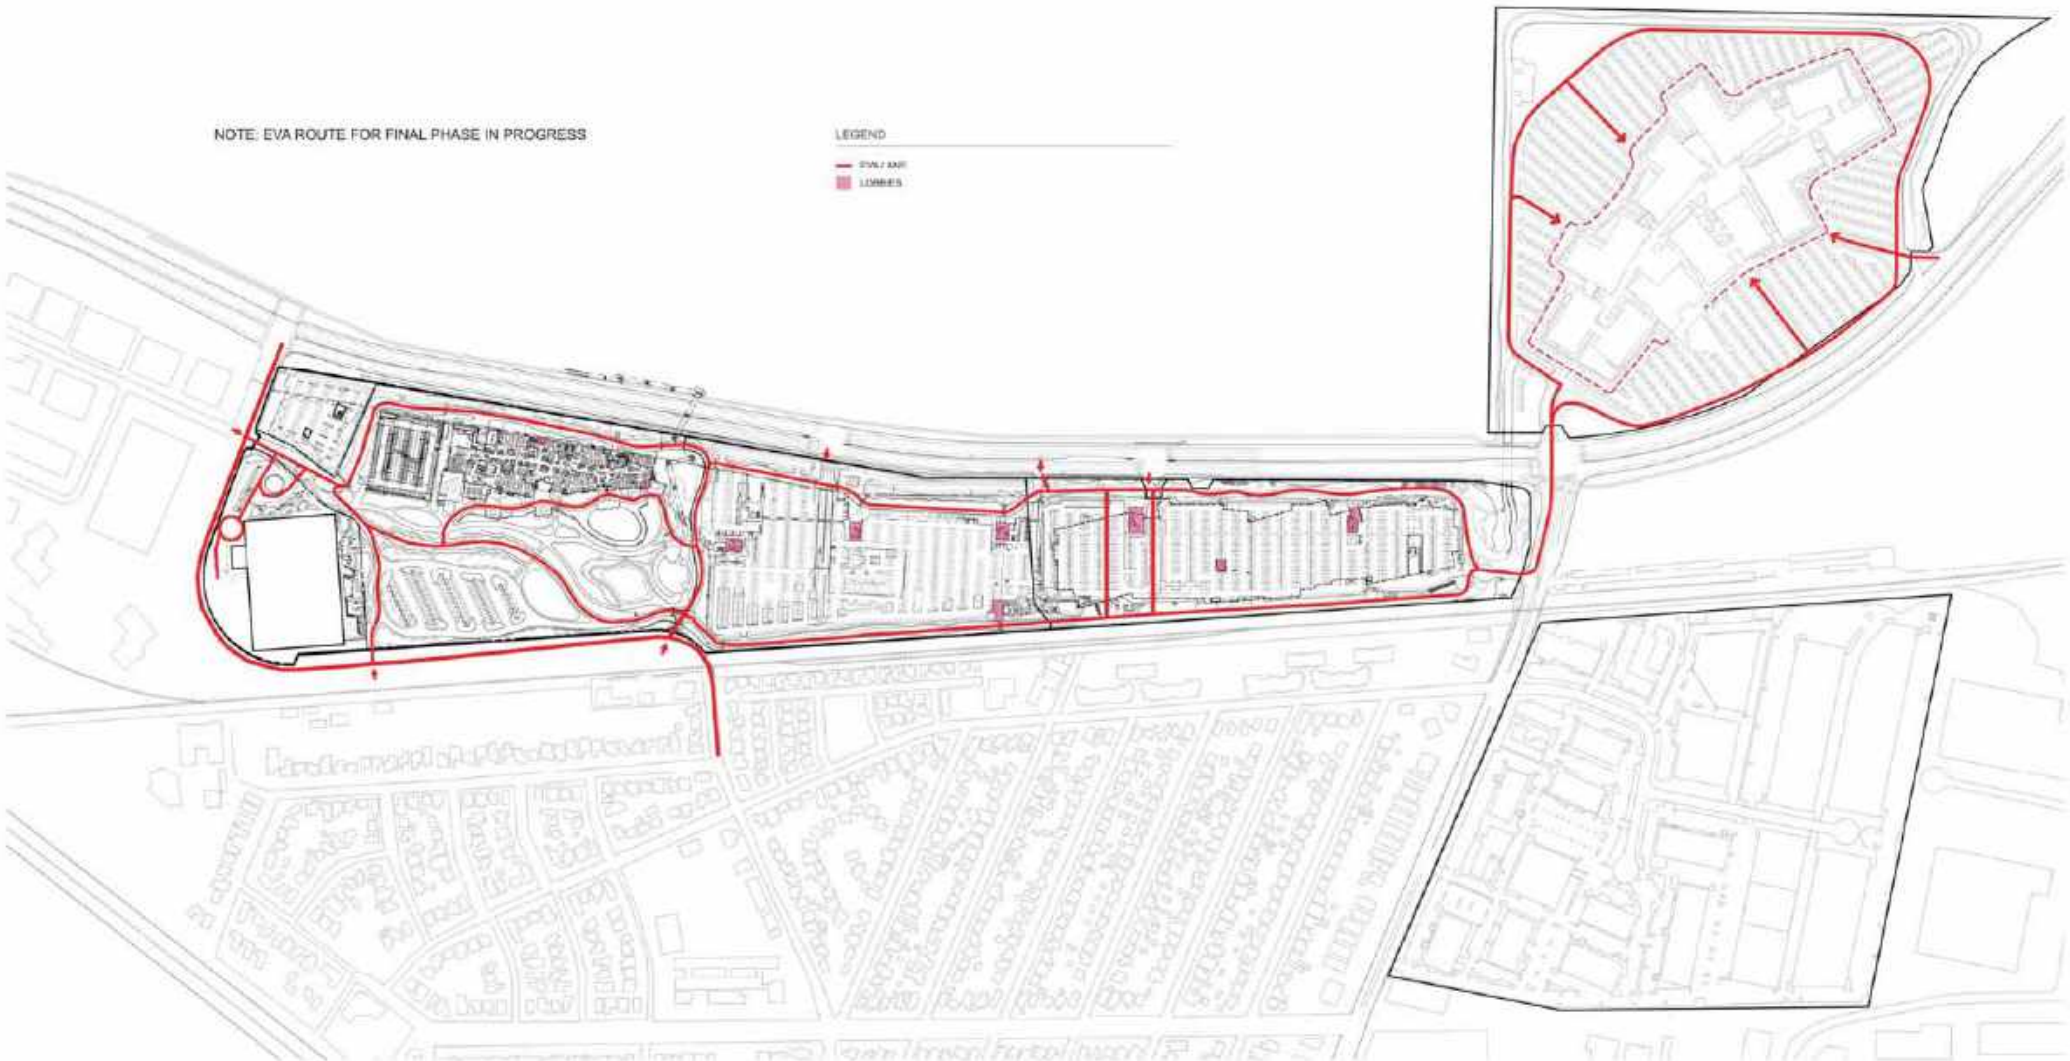 NOTE: EVA ROUTE FOR FINAL PHASE IN PROGRESS
LEGEND
LOBBIES